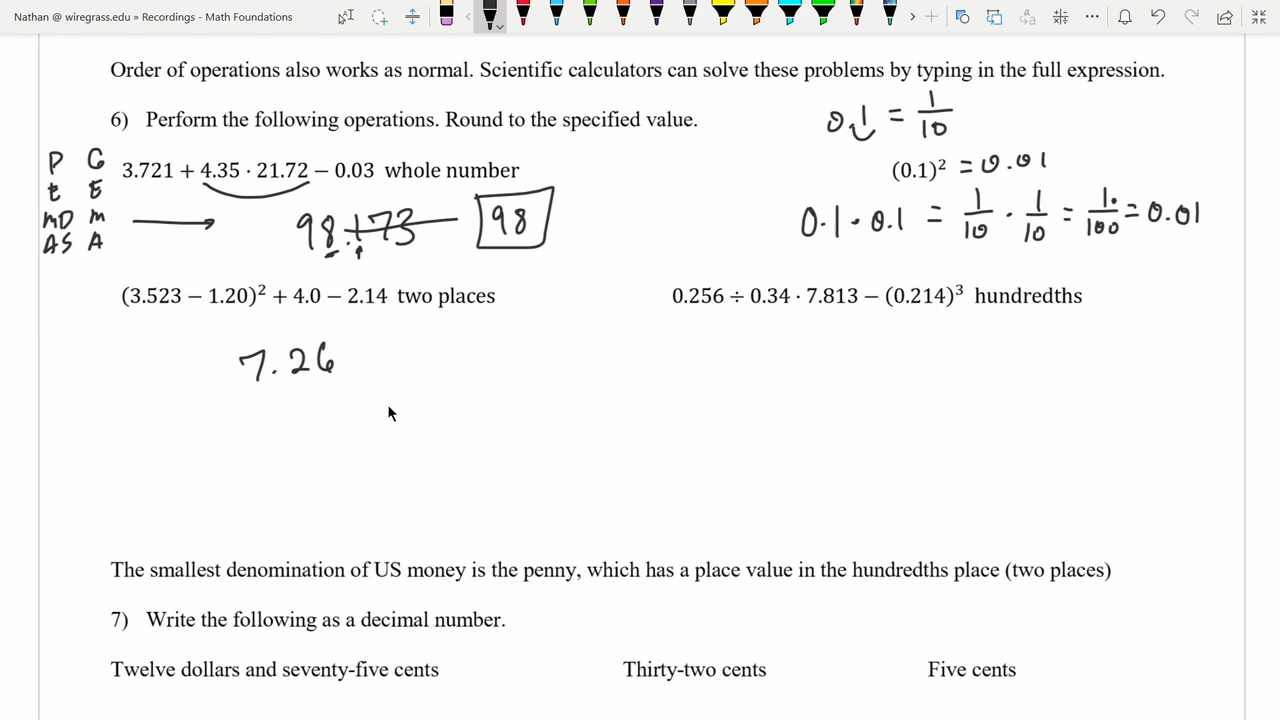 Nathan @ wiregrass.edu » Recordings - Math Foundations
Order of operations also works as normal. Scientific calculators can solve these problems by typing in the full expression.
6) Perform the following operations. Round to the specified value.
0.1 = 1/10
P G
E E
MD M
AS A
3.721 + 4.35 · 21.72 − 0.03 whole number
(0.1)² = 0.01
98.173 98
0.1 · 0.1 = 1/10 · 1/10 = 1/100 = 0.01
(3.523 − 1.20)² + 4.0 − 2.14 two places
0.256 ÷ 0.34 · 7.813 − (0.214)³ hundredths
7.26
The smallest denomination of US money is the penny, which has a place value in the hundredths place (two places)
7) Write the following as a decimal number.
Twelve dollars and seventy-five cents
Thirty-two cents
Five cents